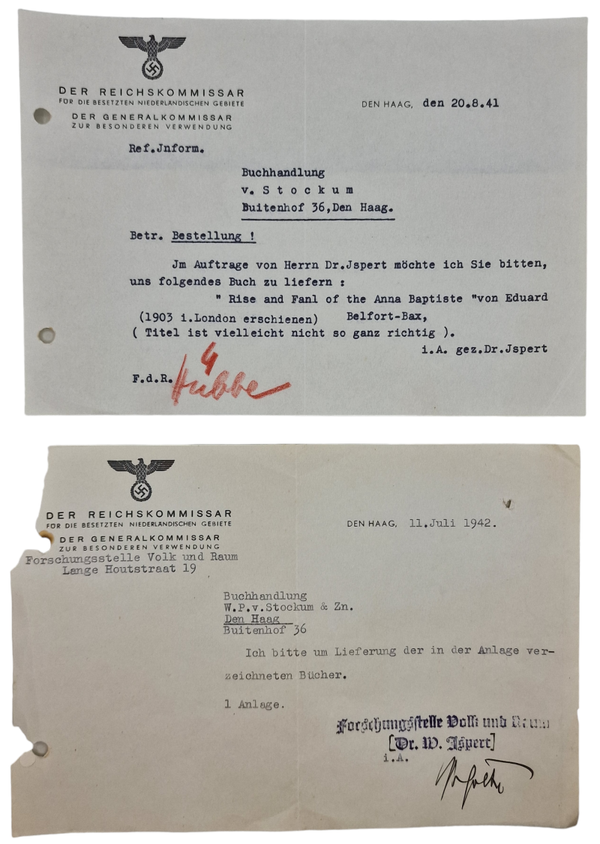 DER REICHSKOMMISSAR
FÜR DIE BESETZTEN NIEDERLÄNDISCHEN GEBIETE
DER GENERALKOMMISSAR
ZUR BESONDEREN VERWENDUNG
DEN HAAG, den 20.8.41
Ref.Jnform.
Buchhandlung
v. S t o c k u m
Buitenhof 36,Den Haag.
Betr. Bestellung !
Jm Auftrage von Herrn Dr.Jspert möchte ich Sie bitten,
uns folgendes Buch zu liefern :
" Rise and Fanl of the Anna Baptiste "von Eduard
(1903 i.London erschienen) Belfort-Bax,
( Titel ist vielleicht nicht so ganz richtig ).
i.A. gez.Dr.Jspert
4
F.d.R. Hübbe
DER REICHSKOMMISSAR
FÜR DIE BESETZTEN NIEDERLÄNDISCHEN GEBIETE
DER GENERALKOMMISSAR
ZUR BESONDEREN VERWENDUNG
DEN HAAG, 11.Juli 1942.
Forschungsstelle Volk und Raum
Lange Houtstraat 19
Buchhandlung
W.P.v.Stockum & Zn.
Den Haag
Buitenhof 36
Ich bitte um Lieferung der in der Anlage ver-
zeichneten Bücher.
1 Anlage.
Forschungsstelle Volk und Raum
[Dr. W. Ispert]
i.A.